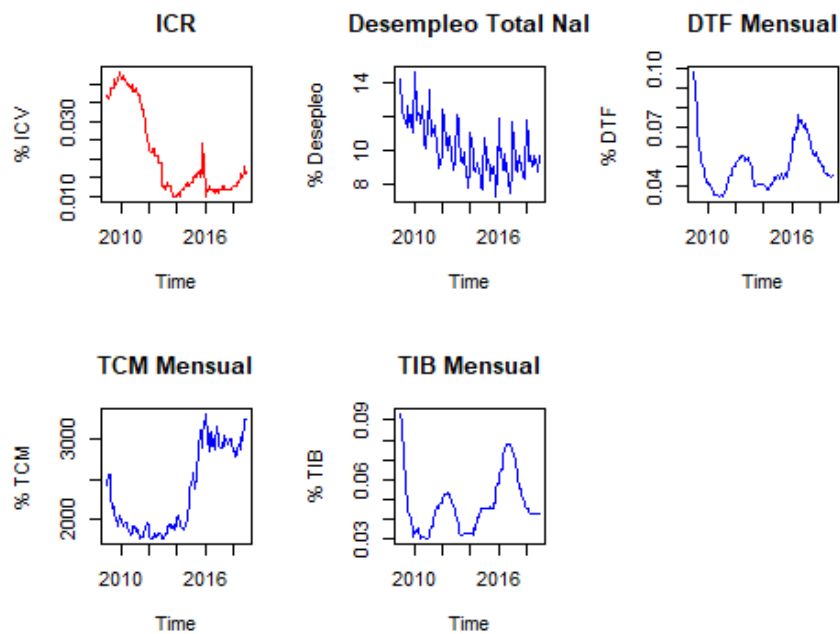 ICR
% ICV
0.030
0.010
2010
2016
Time
Desempleo Total Nal
% Desepleo
14
10
8
2010
2016
Time
DTF Mensual
% DTF
0.10
0.07
0.04
2010
2016
Time
TCM Mensual
% TCM
3000
2000
2010
2016
Time
TIB Mensual
% TIB
0.09
0.06
0.03
2010
2016
Time